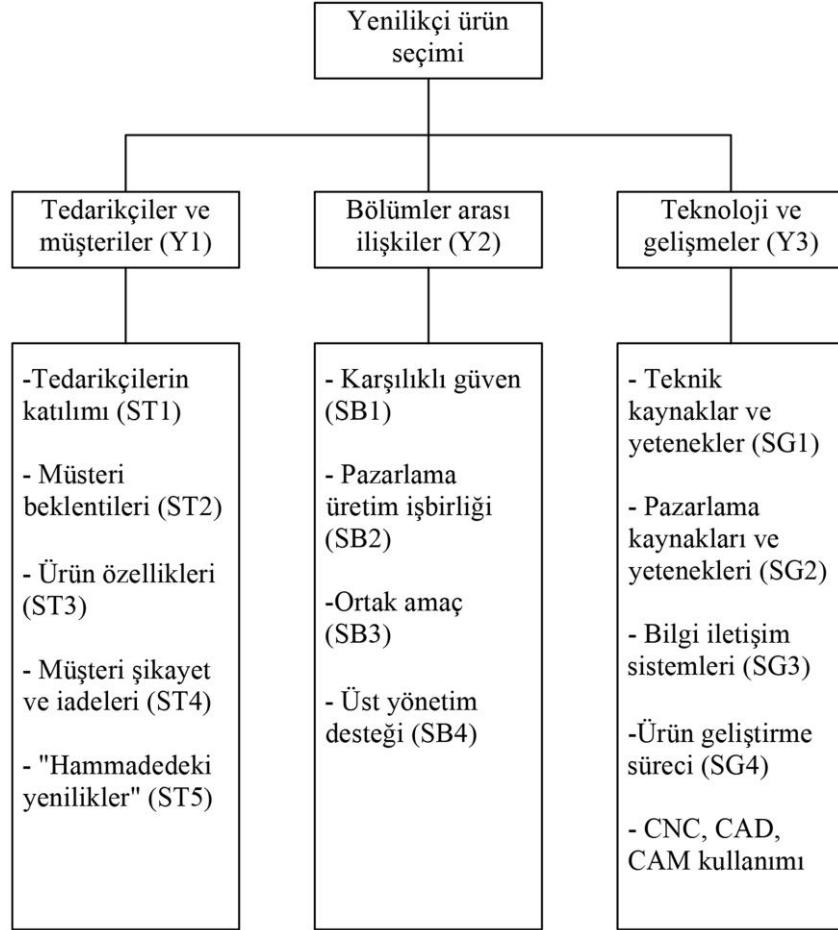 Yenilikçi ürün
seçimi
Tedarikçiler ve
müşteriler (Y1)
Bölümler arası
ilişkiler (Y2)
Teknoloji ve
gelişmeler (Y3)
-Tedarikçilerin
katılımı (ST1)
- Müsteri
beklentileri (ST2)
- Ürün özellikleri
(ST3)
- Müşteri şikayet
ve iadeleri (ST4)
- "Hammadedeki
yenilikler" (ST5)
- Karşılıklı güven
(SB1)
- Pazarlama
üretim işbirliği
(SB2)
-Ortak amaç
(SB3)
- Üst yönetim
desteği (SB4)
- Teknik
kaynaklar ve
yetenekler (SG1)
- Pazarlama
kaynakları ve
yetenekleri (SG2)
- Bilgi iletişim
sistemleri (SG3)
-Ürün geliştirme
süreci (SG4)
- CNC, CAD,
CAM kullanımı